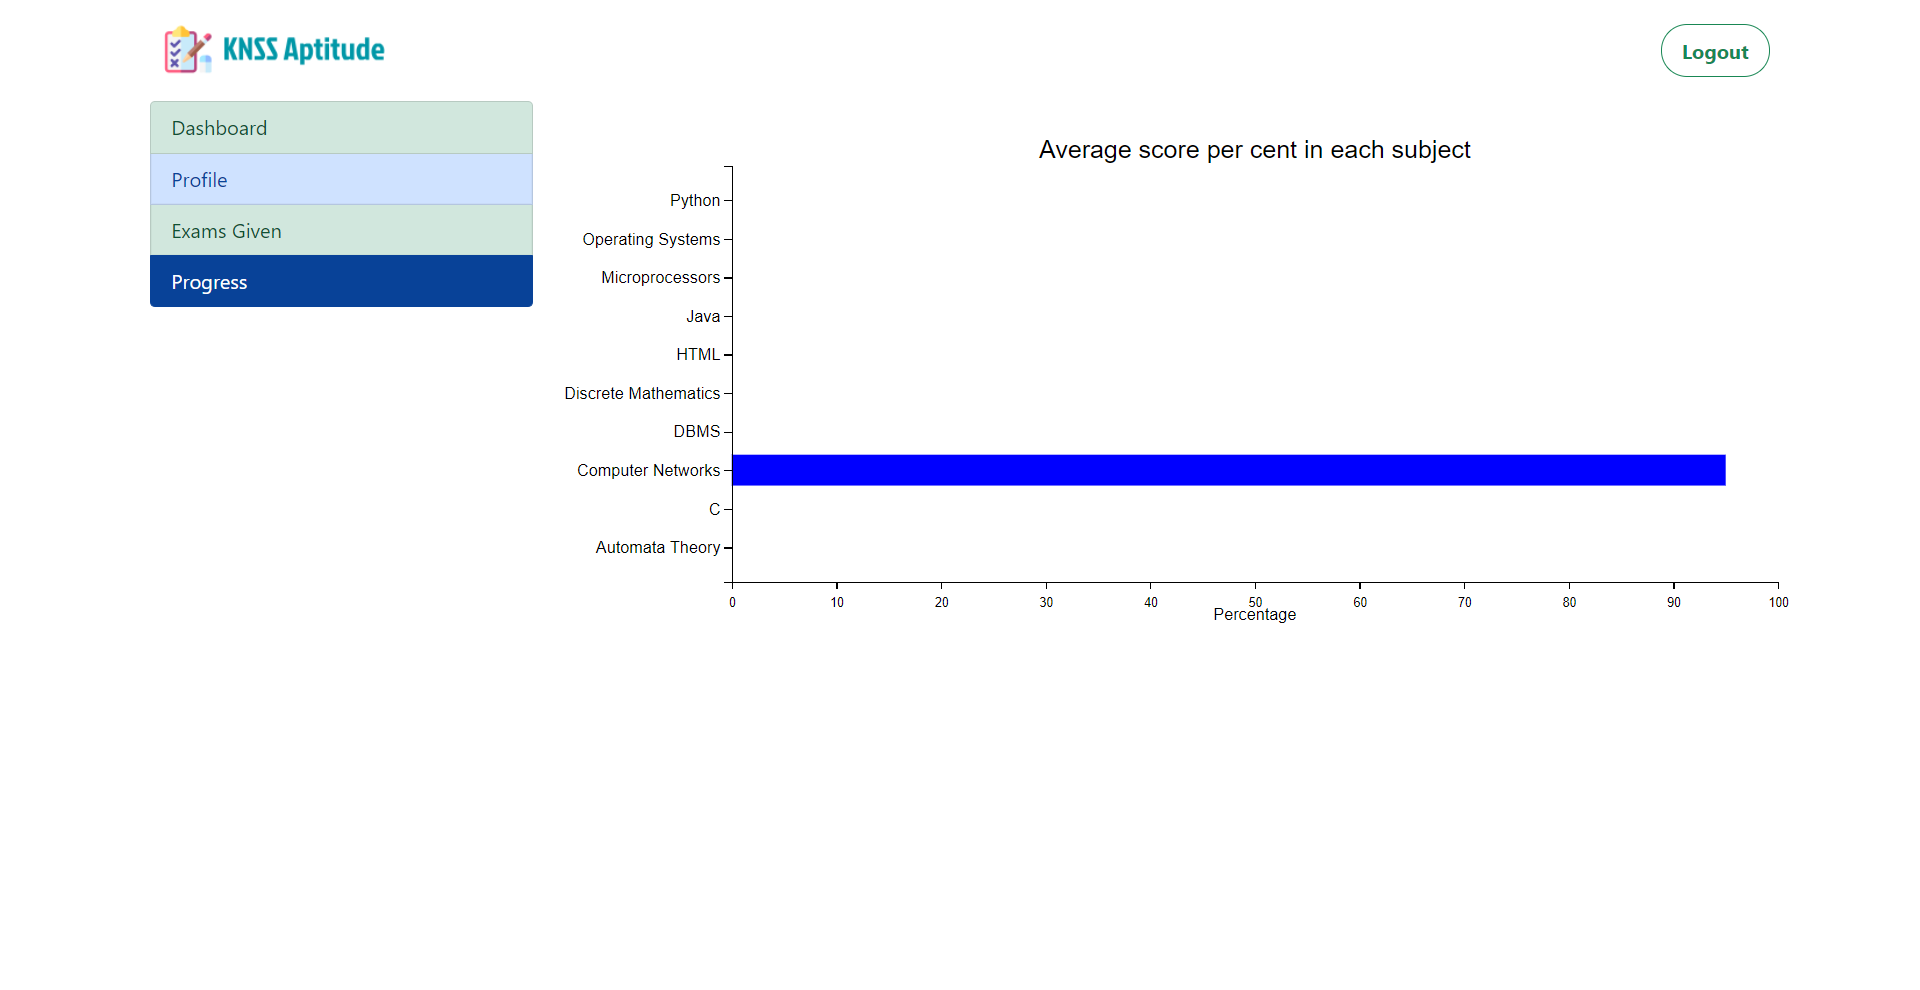 KNSS Aptitude
Logout
Dashboard
Profile
Exams Given
Progress
Average score per cent in each subject
Python
Operating Systems
Microprocessors
Java
HTML
Discrete Mathematics
DBMS
Computer Networks
C
Automata Theory
0 10 20 30 40 50 60 70 80 90 100
Percentage